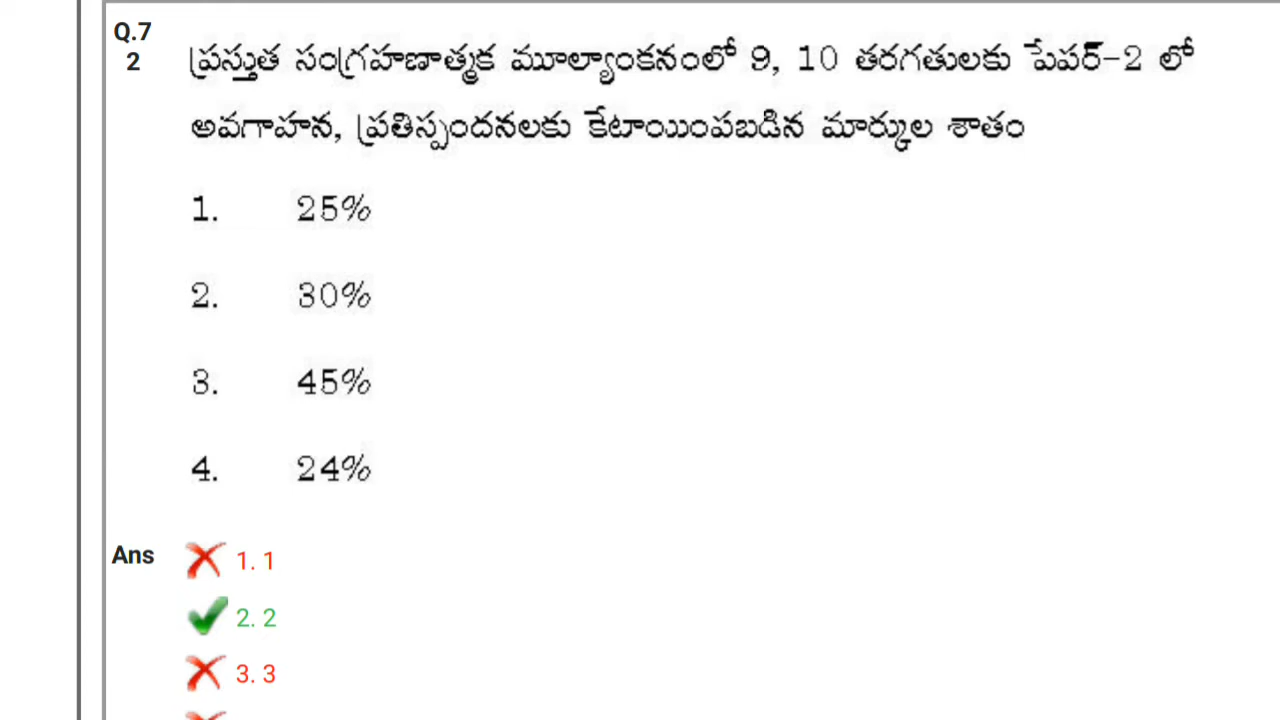 Q.7
2
ప్రస్తుత సంగ్రహణాత్మక మూల్యాంకనంలో 9, 10 తరగతులకు పేపర్-2 లో
అవగాహన, ప్రతిస్పందనలకు కేటాయింపబడిన మార్కుల శాతం
1. 25%
2. 30%
3. 45%
4. 24%
Ans
1. 1
2. 2
3. 3